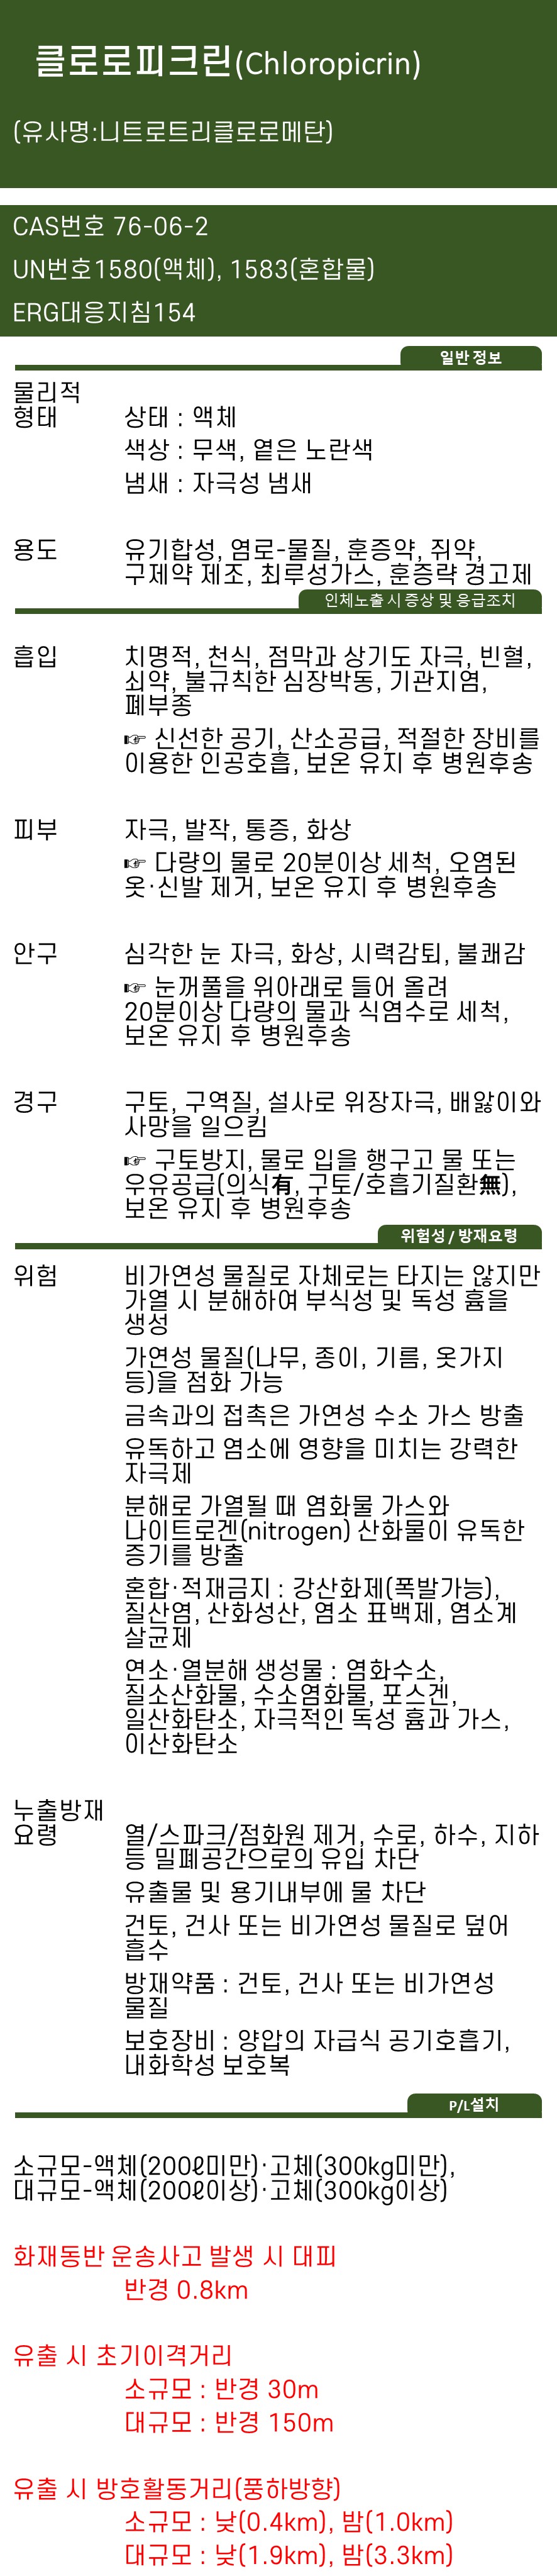 클로로피크린(Chloropicrin)
(유사명:니트로트리클로로메탄)
CAS번호 76-06-2
UN번호1580(액체), 1583(혼합물)
ERG대응지침154
일반 정보
물리적
형태 상태 : 액체
색상 : 무색, 옅은 노란색
냄새 : 자극성 냄새
용도 유기합성, 염로-물질, 훈증약, 쥐약,
구제약 제조, 최루성가스, 훈증략 경고제
인체노출 시 증상 및 응급조치
흡입 치명적, 천식, 점막과 상기도 자극, 빈혈,
쇠약, 불규칙한 심장박동, 기관지염,
폐부종
☞ 신선한 공기, 산소공급, 적절한 장비를
이용한 인공호흡, 보온 유지 후 병원후송
피부 자극, 발작, 통증, 화상
☞ 다량의 물로 20분이상 세척, 오염된
옷·신발 제거, 보온 유지 후 병원후송
안구 심각한 눈 자극, 화상, 시력감퇴, 불쾌감
☞ 눈꺼풀을 위아래로 들어 올려
20분이상 다량의 물과 식염수로 세척,
보온 유지 후 병원후송
경구 구토, 구역질, 설사로 위장자극, 배앓이와
사망을 일으킴
☞ 구토방지, 물로 입을 행구고 물 또는
우유공급(의식有, 구토/호흡기질환無),
보온 유지 후 병원후송
위험성 / 방재요령
위험 비가연성 물질로 자체로는 타지는 않지만
가열 시 분해하여 부식성 및 독성 흄을
생성
가연성 물질(나무, 종이, 기름, 옷가지
등)을 점화 가능
금속과의 접촉은 가연성 수소 가스 방출
유독하고 염소에 영향을 미치는 강력한
자극제
분해로 가열될 때 염화물 가스와
나이트로겐(nitrogen) 산화물이 유독한
증기를 방출
혼합·적재금지 : 강산화제(폭발가능),
질산염, 산화성산, 염소 표백제, 염소계
살균제
연소·열분해 생성물 : 염화수소,
질소산화물, 수소염화물, 포스겐,
일산화탄소, 자극적인 독성 흄과 가스,
이산화탄소
누출방재
요령 열/스파크/점화원 제거, 수로, 하수, 지하
등 밀폐공간으로의 유입 차단
유출물 및 용기내부에 물 차단
건토, 건사 또는 비가연성 물질로 덮어
흡수
방재약품 : 건토, 건사 또는 비가연성
물질
보호장비 : 양압의 자급식 공기호흡기,
내화학성 보호복
P/L설치
소규모-액체(200ℓ미만)·고체(300kg미만),
대규모-액체(200ℓ이상)·고체(300kg이상)
화재동반 운송사고 발생 시 대피
반경 0.8km
유출 시 초기이격거리
소규모 : 반경 30m
대규모 : 반경 150m
유출 시 방호활동거리(풍하방향)
소규모 : 낮(0.4km), 밤(1.0km)
대규모 : 낮(1.9km), 밤(3.3km)